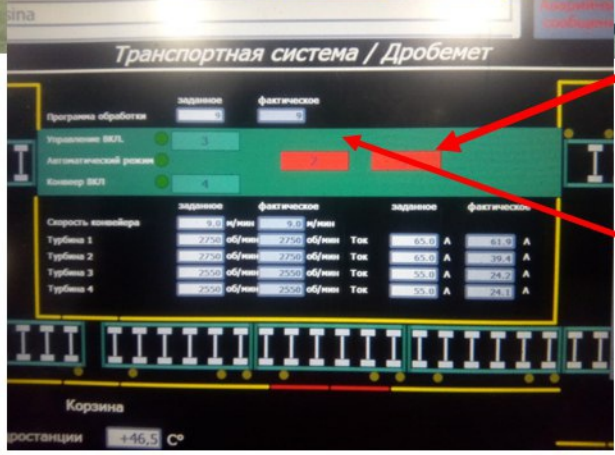 sina
Аварийные
сообщения
Транспортная система / Дробемет
заданное фактическое
Программа обработки 9 9
Управление ВКЛ. 3
Автоматический режим 2
Конвеер ВКЛ 4
заданное фактическое заданное фактическое
Скорость конвейера 9.0 м/мин 9.0 м/мин
Турбина 1 2750 об/мин 2750 об/мин Ток 65.0 А 61.9 А
Турбина 2 2750 об/мин 2750 об/мин Ток 65.0 А 39.4 А
Турбина 3 2550 об/мин 2550 об/мин Ток 55.0 А 24.2 А
Турбина 4 2550 об/мин 2550 об/мин Ток 55.0 А 24.1 А
Корзина
дростанции +46,5 С°